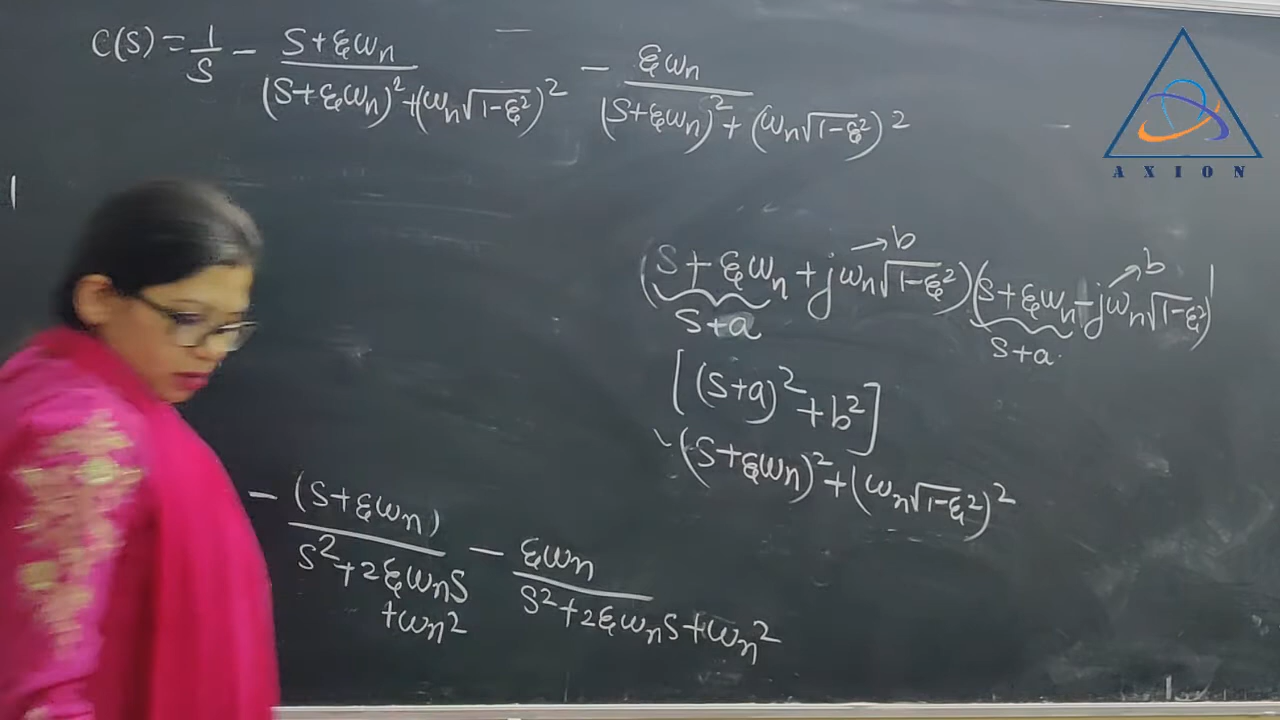 C(S) = 1/S − (S+ξωn)/((S+ξωn)² + (ωn√1−ξ²)²) − ξωn/((S+ξωn)² + (ωn√1−ξ²)²)
AXION
(S+ξωn+jωn√1−ξ²)(S+ξωn−jωn√1−ξ²)
→b →b
S+a S+a
[(S+a)²+b²]
(S+ξωn)²+(ωn√1−ξ²)²
− (S+ξωn)/(S²+2ξωnS+ωn²) − ξωn/(S²+2ξωnS+ωn²)